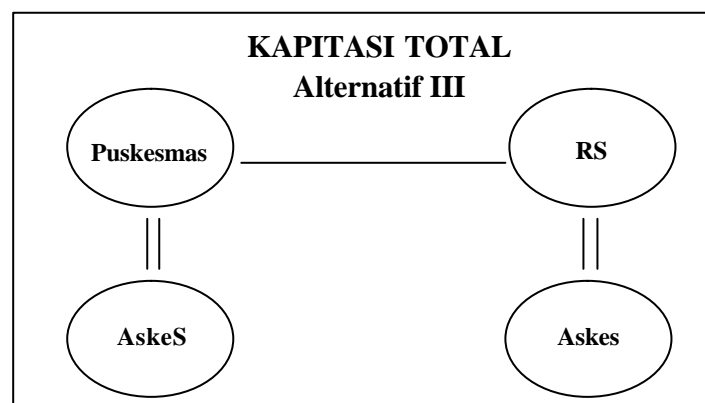 KAPITASI TOTAL
Alternatif III
Puskesmas
RS
AskeS
Askes